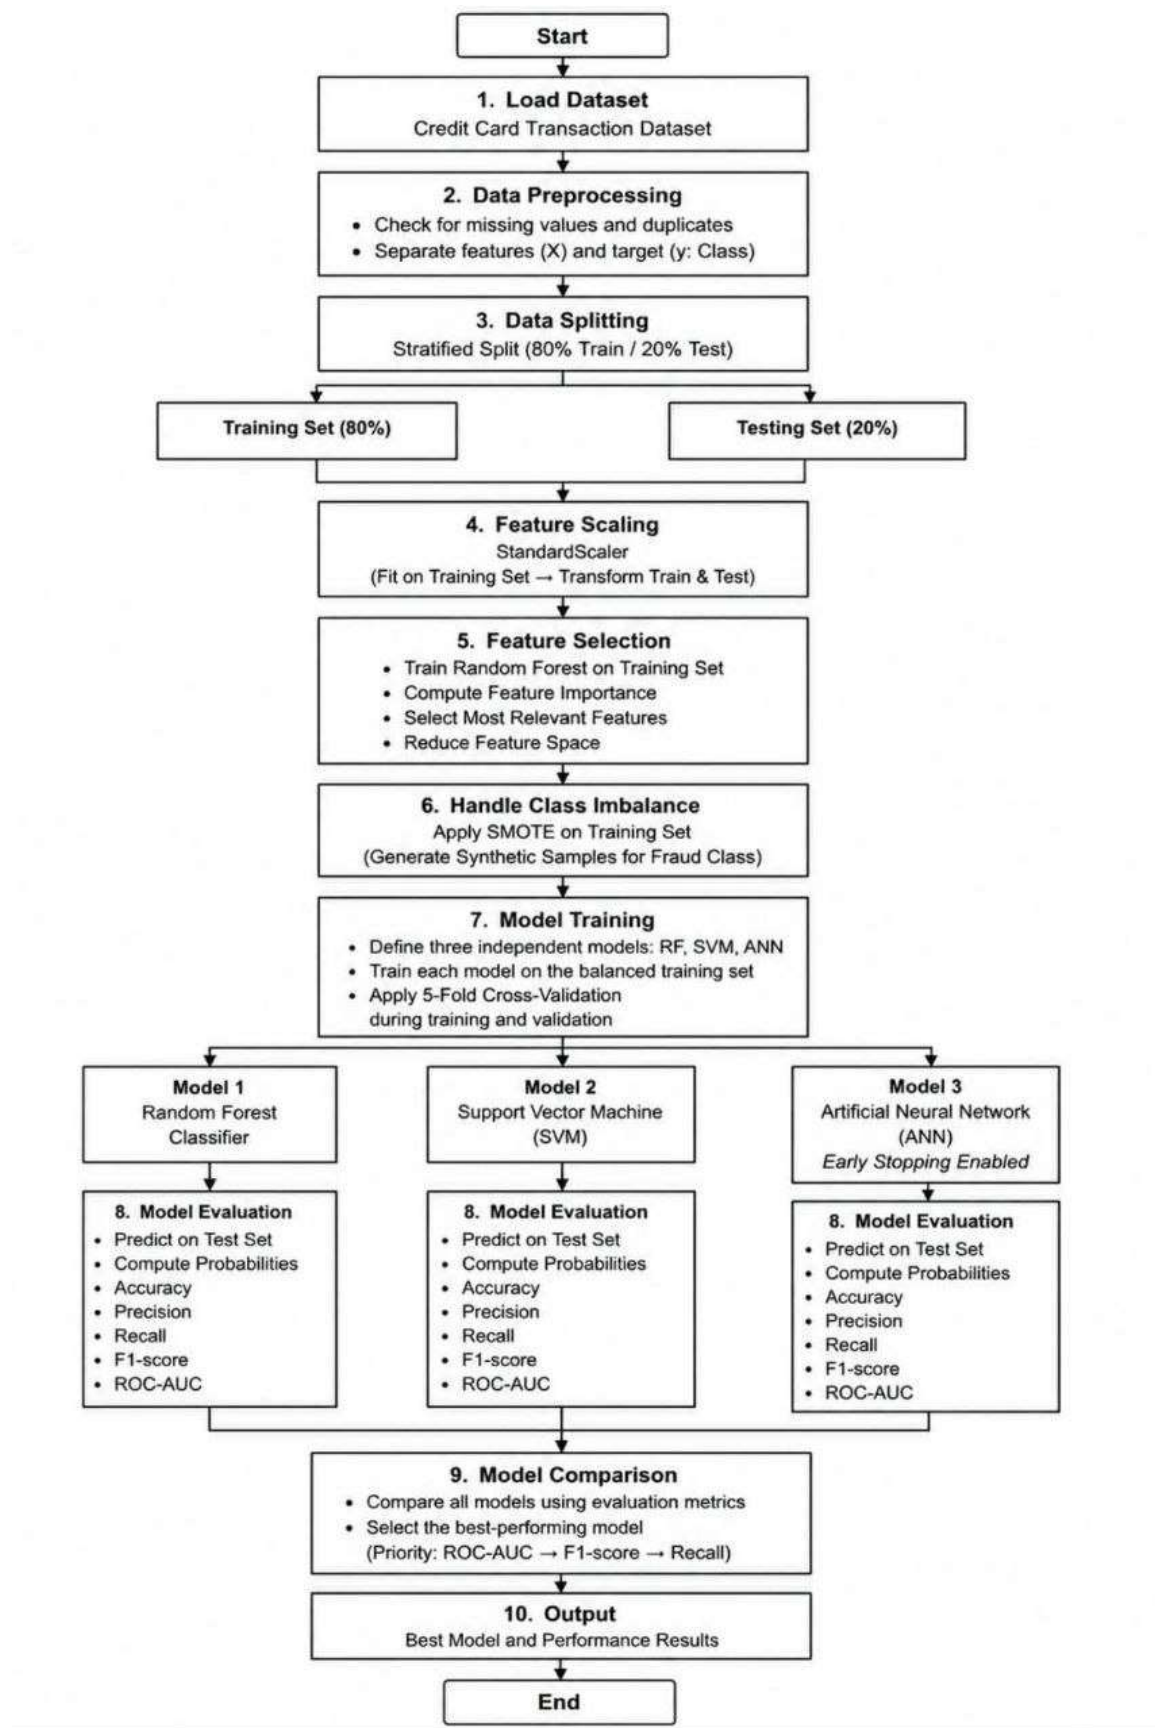 Start
1. Load Dataset
Credit Card Transaction Dataset
2. Data Preprocessing
• Check for missing values and duplicates
• Separate features (X) and target (y: Class)
3. Data Splitting
Stratified Split (80% Train / 20% Test)
Training Set (80%)
Testing Set (20%)
4. Feature Scaling
StandardScaler
(Fit on Training Set → Transform Train & Test)
5. Feature Selection
• Train Random Forest on Training Set
• Compute Feature Importance
• Select Most Relevant Features
• Reduce Feature Space
6. Handle Class Imbalance
Apply SMOTE on Training Set
(Generate Synthetic Samples for Fraud Class)
7. Model Training
• Define three independent models: RF, SVM, ANN
• Train each model on the balanced training set
• Apply 5-Fold Cross-Validation
during training and validation
Model 1
Random Forest
Classifier
Model 2
Support Vector Machine
(SVM)
Model 3
Artificial Neural Network
(ANN)
Early Stopping Enabled
8. Model Evaluation
• Predict on Test Set
• Compute Probabilities
• Accuracy
• Precision
• Recall
• F1-score
• ROC-AUC
8. Model Evaluation
• Predict on Test Set
• Compute Probabilities
• Accuracy
• Precision
• Recall
• F1-score
• ROC-AUC
8. Model Evaluation
• Predict on Test Set
• Compute Probabilities
• Accuracy
• Precision
• Recall
• F1-score
• ROC-AUC
9. Model Comparison
• Compare all models using evaluation metrics
• Select the best-performing model
(Priority: ROC-AUC → F1-score → Recall)
10. Output
Best Model and Performance Results
End